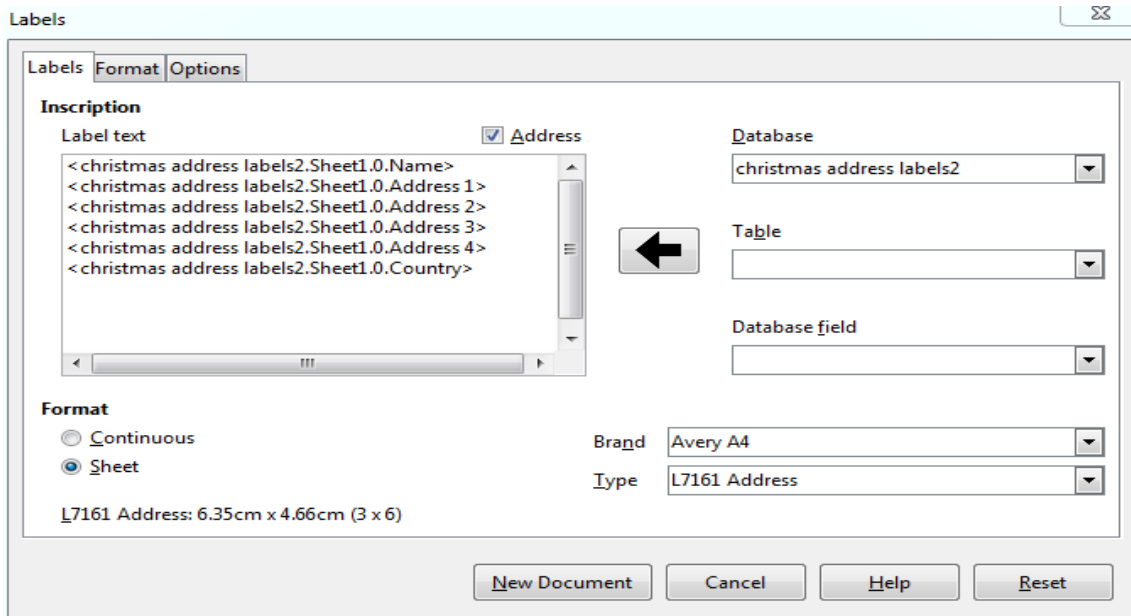 Labels
Labels Format Options
Inscription
Label text
Address
<christmas address labels2.Sheet1.0.Name>
<christmas address labels2.Sheet1.0.Address 1>
<christmas address labels2.Sheet1.0.Address 2>
<christmas address labels2.Sheet1.0.Address 3>
<christmas address labels2.Sheet1.0.Address 4>
<christmas address labels2.Sheet1.0.Country>
Database
christmas address labels2
Table
Database field
Format
Continuous
Sheet
L7161 Address: 6.35cm x 4.66cm (3 x 6)
Brand
Avery A4
Type
L7161 Address
New Document
Cancel
Help
Reset